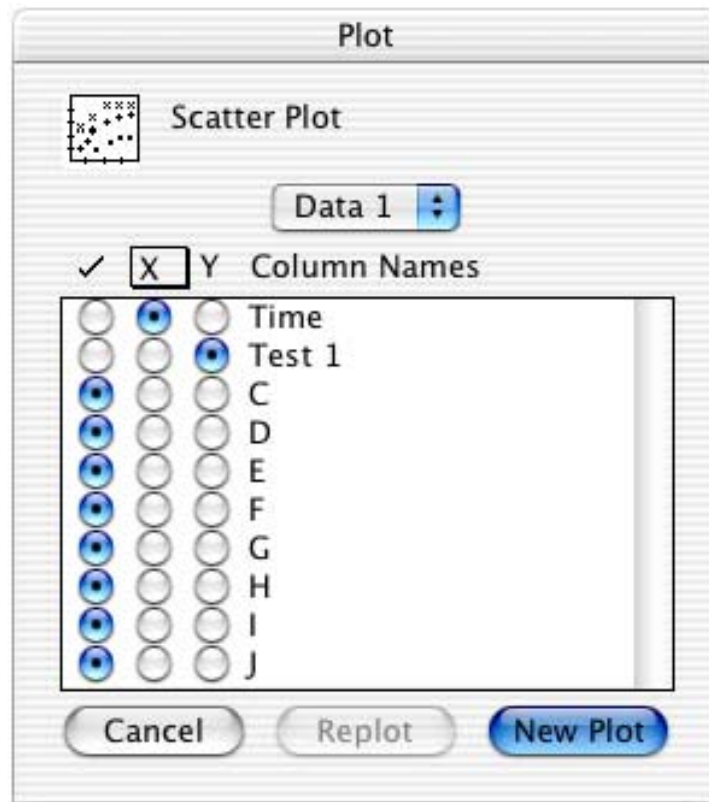 Plot
Scatter Plot
Data 1
✓ X Y Column Names
Time
Test 1
C
D
E
F
G
H
I
J
Cancel Replot New Plot